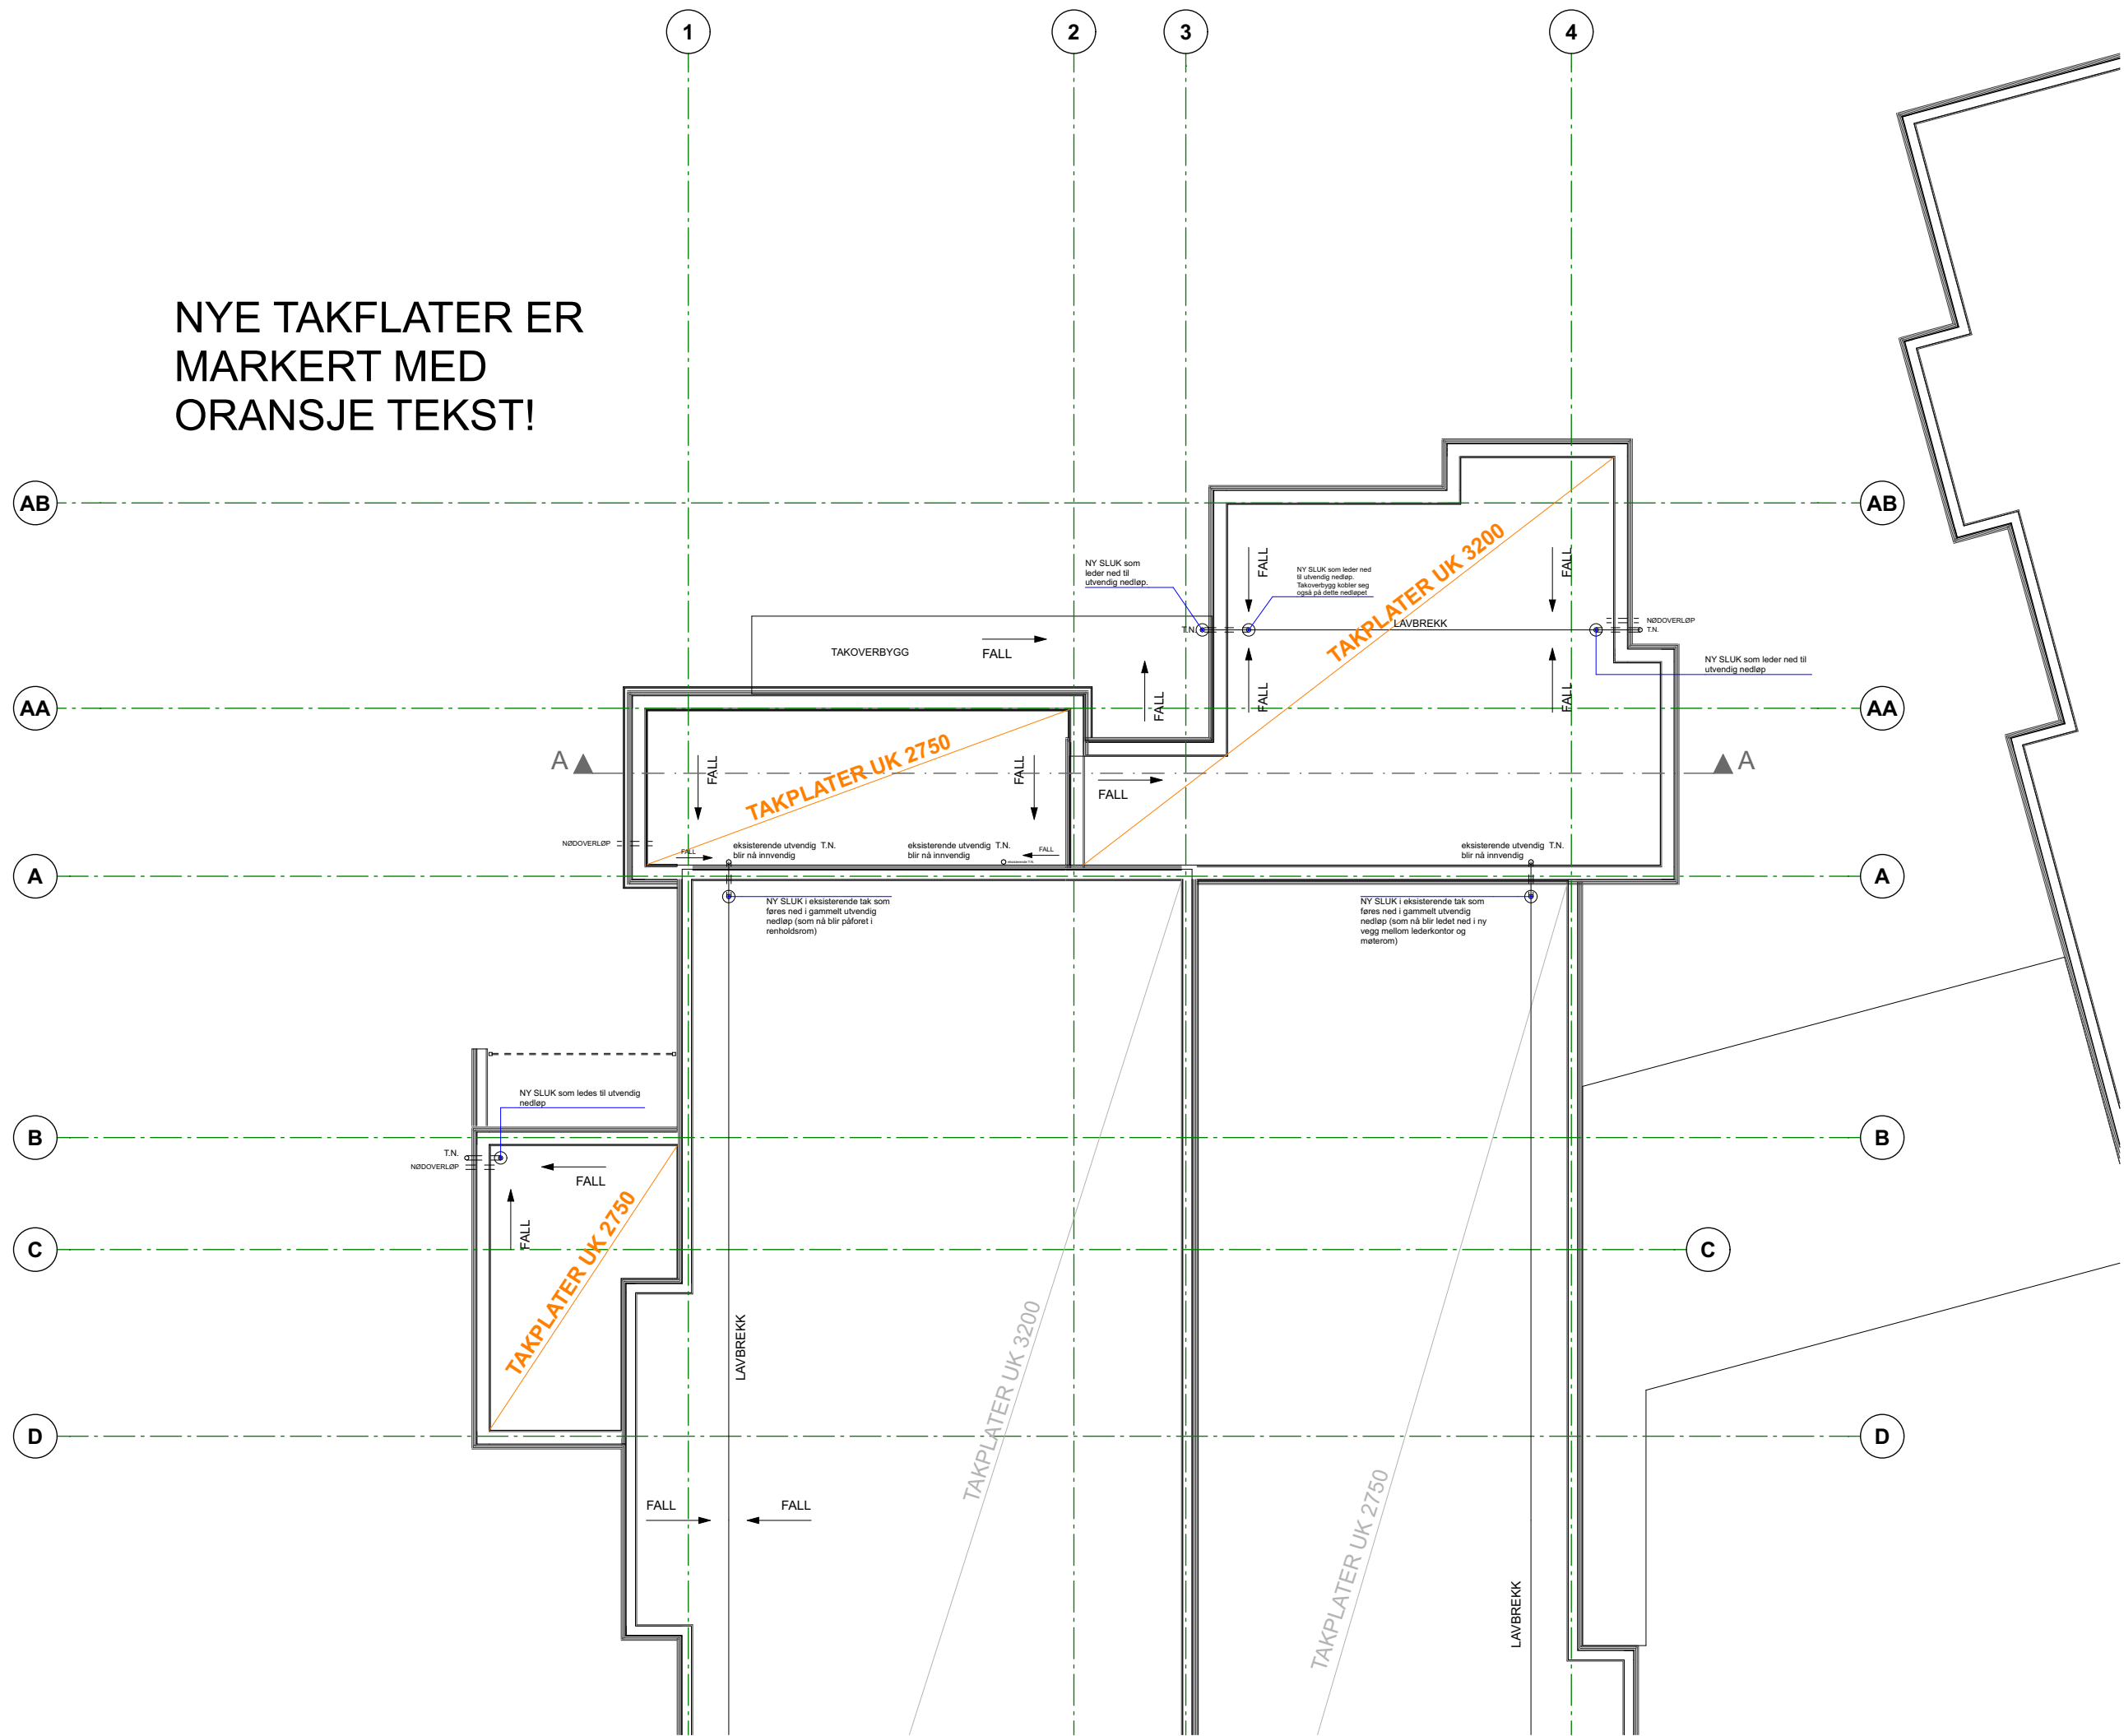 1
2
3
4
NYE TAKFLATER ER
MARKERT MED
ORANSJE TEKST!
AB
AB
NY SLUK som
leder ned til
utvendig nedløp.
FALL
NY SLUK som leder ned
til utvendig nedløp.
Takoverbygg kobler seg
også på dette nedløpet
TAKPLATER UK 3200
FALL
T.N.
LAVBREKK
NØDOVERLØP
T.N.
TAKOVERBYGG
FALL
NY SLUK som leder ned til
utvendig nedløp
FALL
FALL
FALL
AA
AA
A
FALL
TAKPLATER UK 2750
FALL
FALL
A
NØDOVERLØP
FALL
eksisterende utvendig T.N.
blir nå innvendig
eksisterende utvendig T.N.
blir nå innvendig
FALL
eksisterende utvendig T.N.
blir nå innvendig
A
A
NY SLUK i eksisterende tak som
føres ned i gammelt utvendig
nedløp (som nå blir påforet i
renholdsrom)
NY SLUK i eksisterende tak som
føres ned i gammelt utvendig
nedløp (som nå blir ledet ned i ny
vegg mellom lederkontor og
møterom)
NY SLUK som ledes til utvendig
nedløp
B
B
T.N.
NØDOVERLØP
FALL
FALL
TAKPLATER UK 2750
C
C
LAVBREKK
TAKPLATER UK 3200
D
D
FALL
FALL
TAKPLATER UK 2750
LAVBREKK